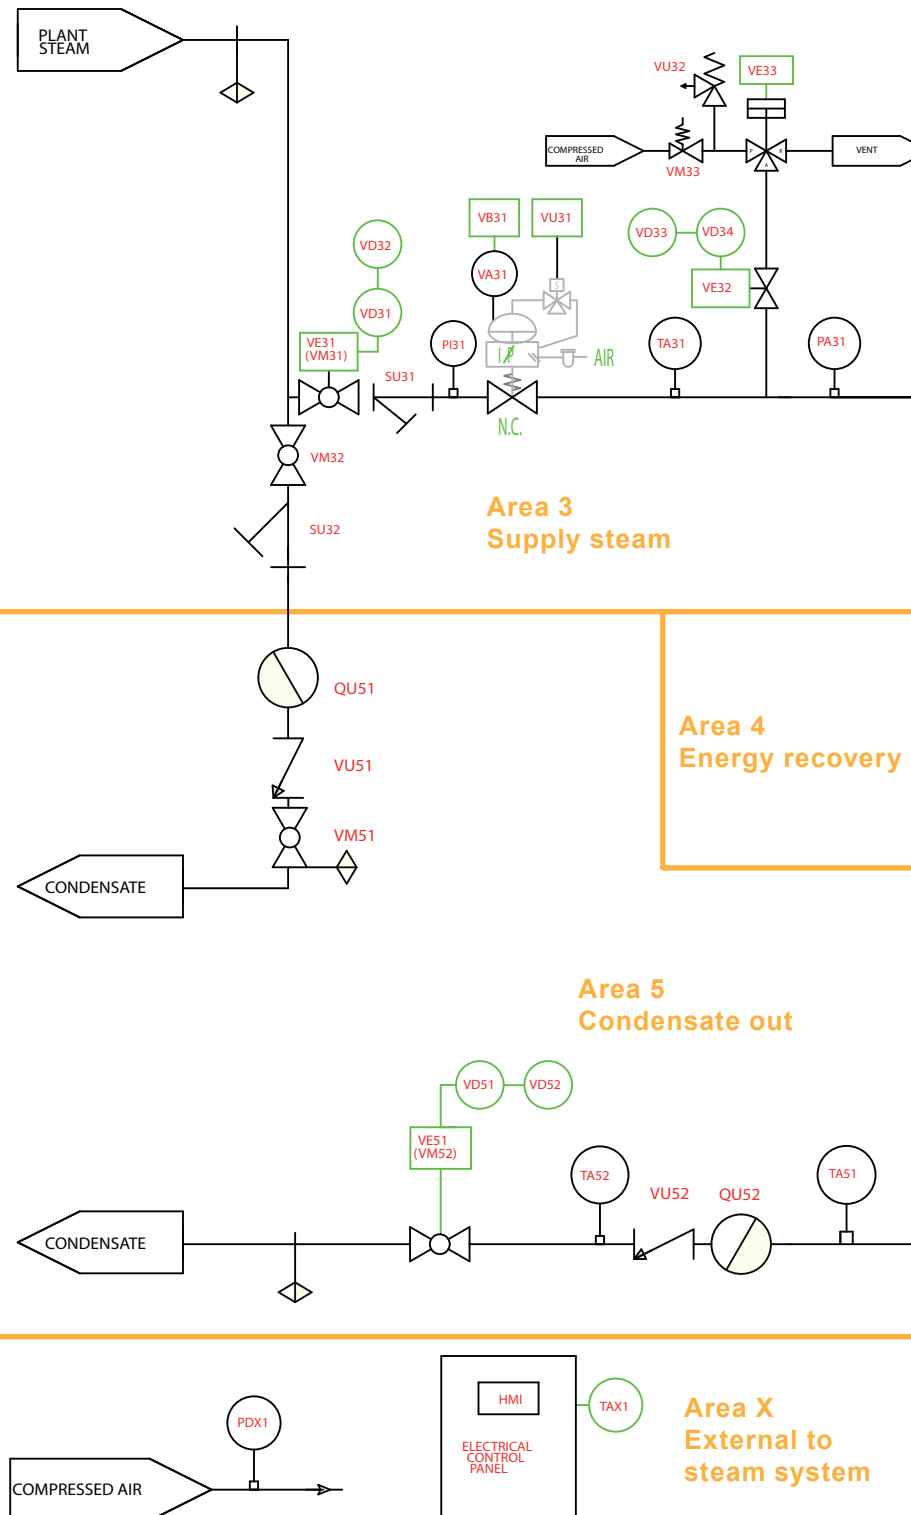 PLANT
STEAM
VU32
VE33
COMPRESSED
AIR
VM33
P
R
A
VENT
VD32
VB31
VU31
VD33
VD34
VA31
S
VE32
VD31
VE31
(VM31)
PI31
I/P
AIR
TA31
PA31
SU31
N.C.
VM32
SU32
Area 3
Supply steam
QU51
Area 4
Energy recovery
VU51
VM51
CONDENSATE
Area 5
Condensate out
VD51
VD52
VE51
(VM52)
TA52
VU52
QU52
TA51
CONDENSATE
HMI
TAX1
Area X
External to
steam system
PDX1
ELECTRICAL
CONTROL
PANEL
COMPRESSED AIR